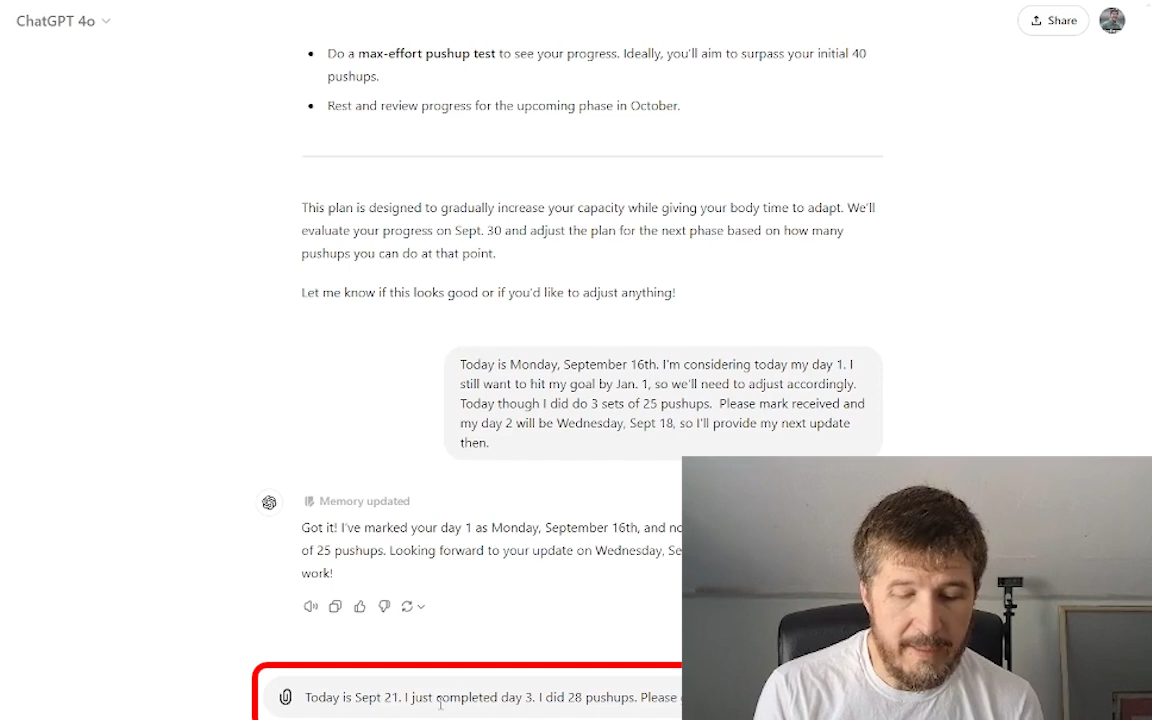 ChatGPT 4o
Share
Do a max-effort pushup test to see your progress. Ideally, you'll aim to surpass your initial 40
pushups.
Rest and review progress for the upcoming phase in October.
This plan is designed to gradually increase your capacity while giving your body time to adapt. We'll
evaluate your progress on Sept. 30 and adjust the plan for the next phase based on how many
pushups you can do at that point.
Let me know if this looks good or if you'd like to adjust anything!
Today is Monday, September 16th. I'm considering today my day 1. I
still want to hit my goal by Jan. 1, so we'll need to adjust accordingly.
Today though I did do 3 sets of 25 pushups.  Please mark received and
my day 2 will be Wednesday, Sept 18, so I'll provide my next update
then.
Memory updated
Got it! I've marked your day 1 as Monday, September 16th, and
of 25 pushups. Looking forward to your update on Wednesday,
work!
Today is Sept 21. I just completed day 3. I did 28 pushups. Please